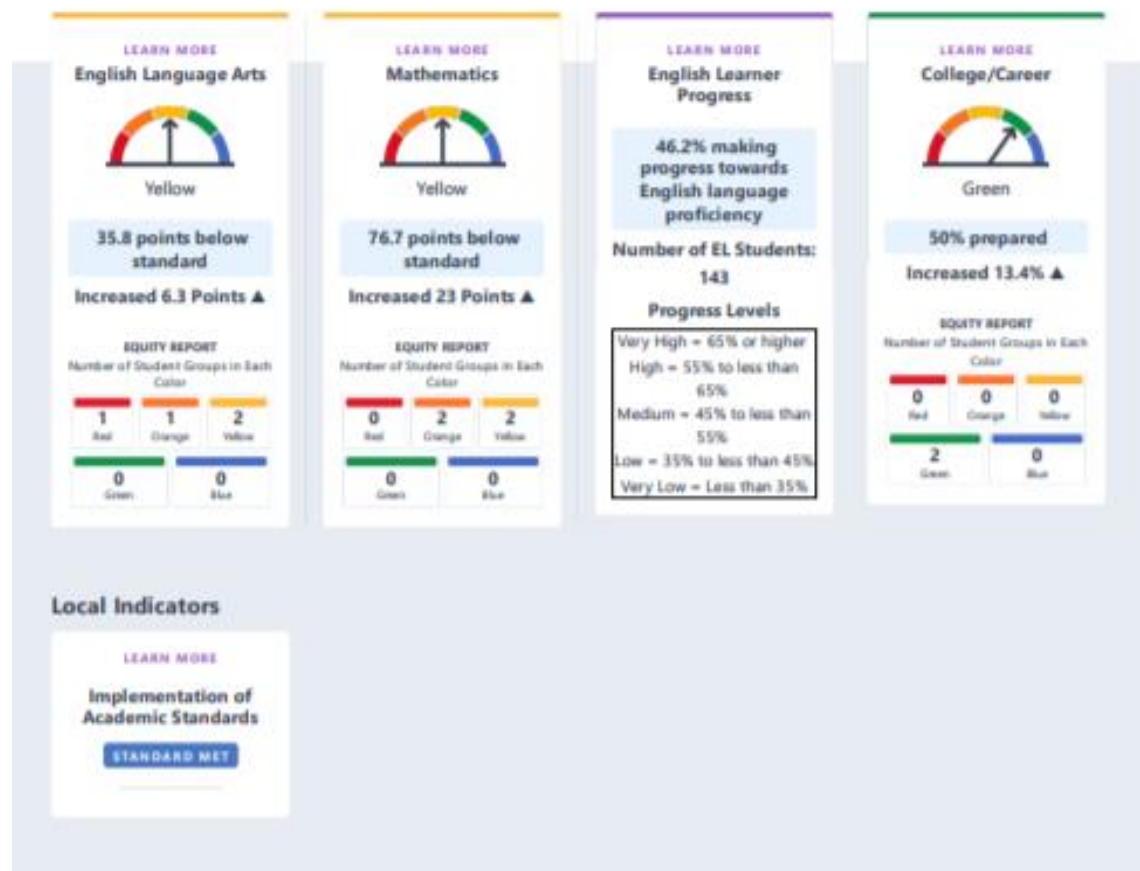 LEARN MORE
English Language Arts
Yellow
35.8 points below
standard
Increased 6.3 Points ▲
EQUITY REPORT
Number of Student Groups in Each
Color
1
Red
1
Orange
2
Yellow
0
Green
0
Blue
LEARN MORE
Mathematics
Yellow
76.7 points below
standard
Increased 23 Points ▲
EQUITY REPORT
Number of Student Groups in Each
Color
0
Red
2
Orange
2
Yellow
0
Green
0
Blue
LEARN MORE
English Learner
Progress
46.2% making
progress towards
English language
proficiency
Number of EL Students:
143
Progress Levels
Very High = 65% or higher
High = 55% to less than
65%
Medium = 45% to less than
55%
Low = 35% to less than 45%
Very Low = Less than 35%
LEARN MORE
College/Career
Green
50% prepared
Increased 13.4% ▲
EQUITY REPORT
Number of Student Groups in Each
Color
0
Red
0
Orange
0
Yellow
2
Green
0
Blue
Local Indicators
LEARN MORE
Implementation of
Academic Standards
STANDARD MET